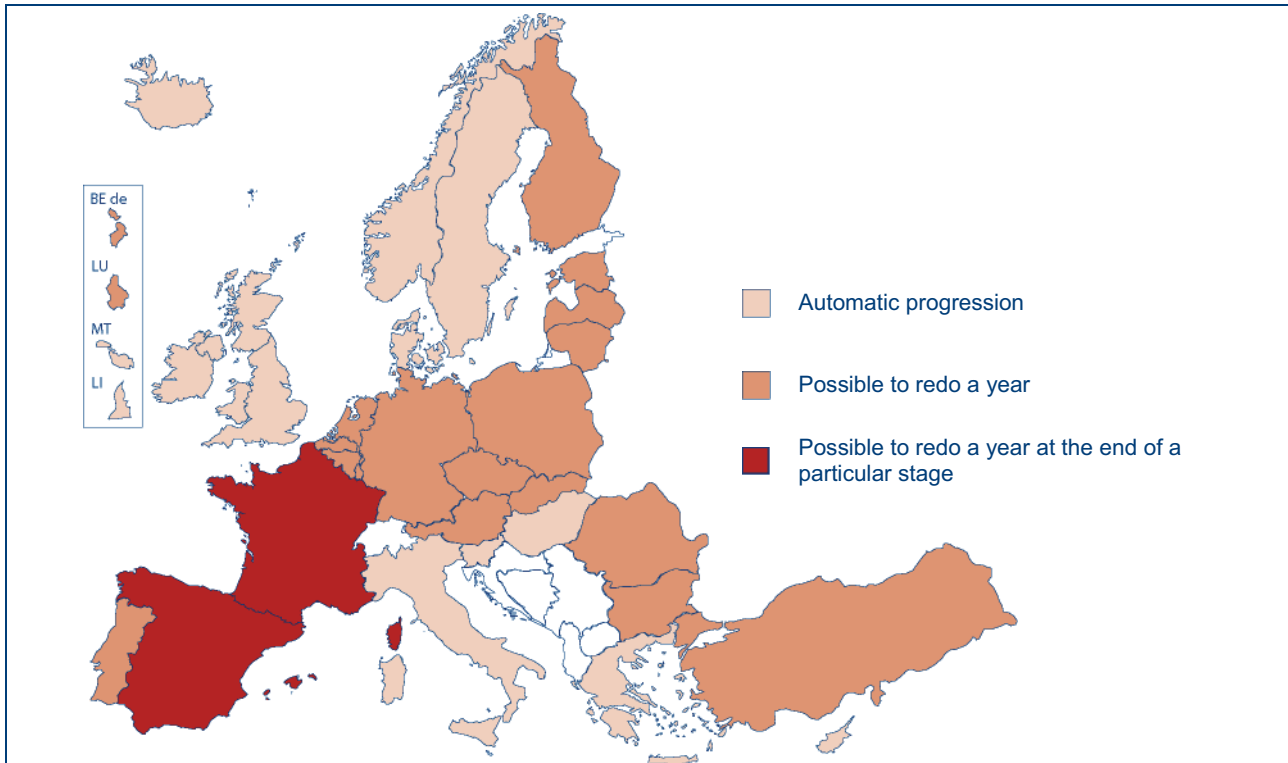 BE de
LU
MT
LI
Automatic progression
Possible to redo a year
Possible to redo a year at the end of a
particular stage